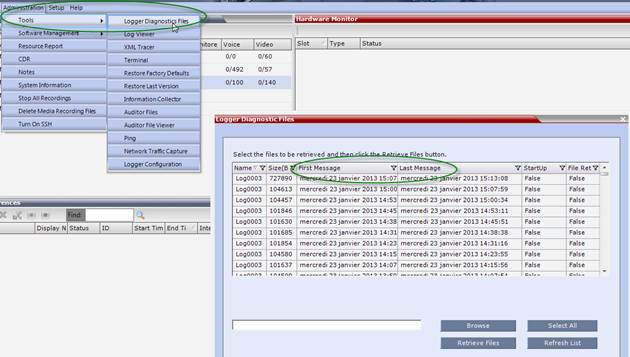 Administration Setup Help
Tools
Software Management
Resource Report
CDR
Notes
System Information
Stop All Recordings
Delete Media Recording Files
Turn On SSH
Logger Diagnostics Files
Log Viewer
XML Tracer
Terminal
Restore Factory Defaults
Restore Last Version
Information Collector
Auditor Files
Auditor File Viewer
Ping
Network Traffic Capture
Logger Configuration
Voice Video
0/0 0/60
0/492 0/57
0/100 0/140
Hardware Monitor
Slot Type Status
Find:
Display N Status ID Start Tim End Ti
Logger Diagnostic Files
Select the files to be retrieved and then click the Retrieve Files button.
Name Size(B First Message Last Message StartUp File Ret
Log0003 727890 mercredi 23 janvier 2013 15:07 mercredi 23 janvier 2013 15:13:08 False False
Log0003 104613 mercredi 23 janvier 2013 15:00 mercredi 23 janvier 2013 15:07:59 False False
Log0003 104457 mercredi 23 janvier 2013 14:53 mercredi 23 janvier 2013 15:00:34 False False
Log0003 101846 mercredi 23 janvier 2013 14:45 mercredi 23 janvier 2013 14:53:11 False False
Log0003 101630 mercredi 23 janvier 2013 14:38 mercredi 23 janvier 2013 14:45:51 False False
Log0003 101685 mercredi 23 janvier 2013 14:31 mercredi 23 janvier 2013 14:38:38 False False
Log0003 101854 mercredi 23 janvier 2013 14:23 mercredi 23 janvier 2013 14:31:16 False False
Log0003 104580 mercredi 23 janvier 2013 14:15 mercredi 23 janvier 2013 14:23:55 False False
Log0003 101637 mercredi 23 janvier 2013 14:07 mercredi 23 janvier 2013 14:15:56 False False
Browse Select All
Retrieve Files Refresh List